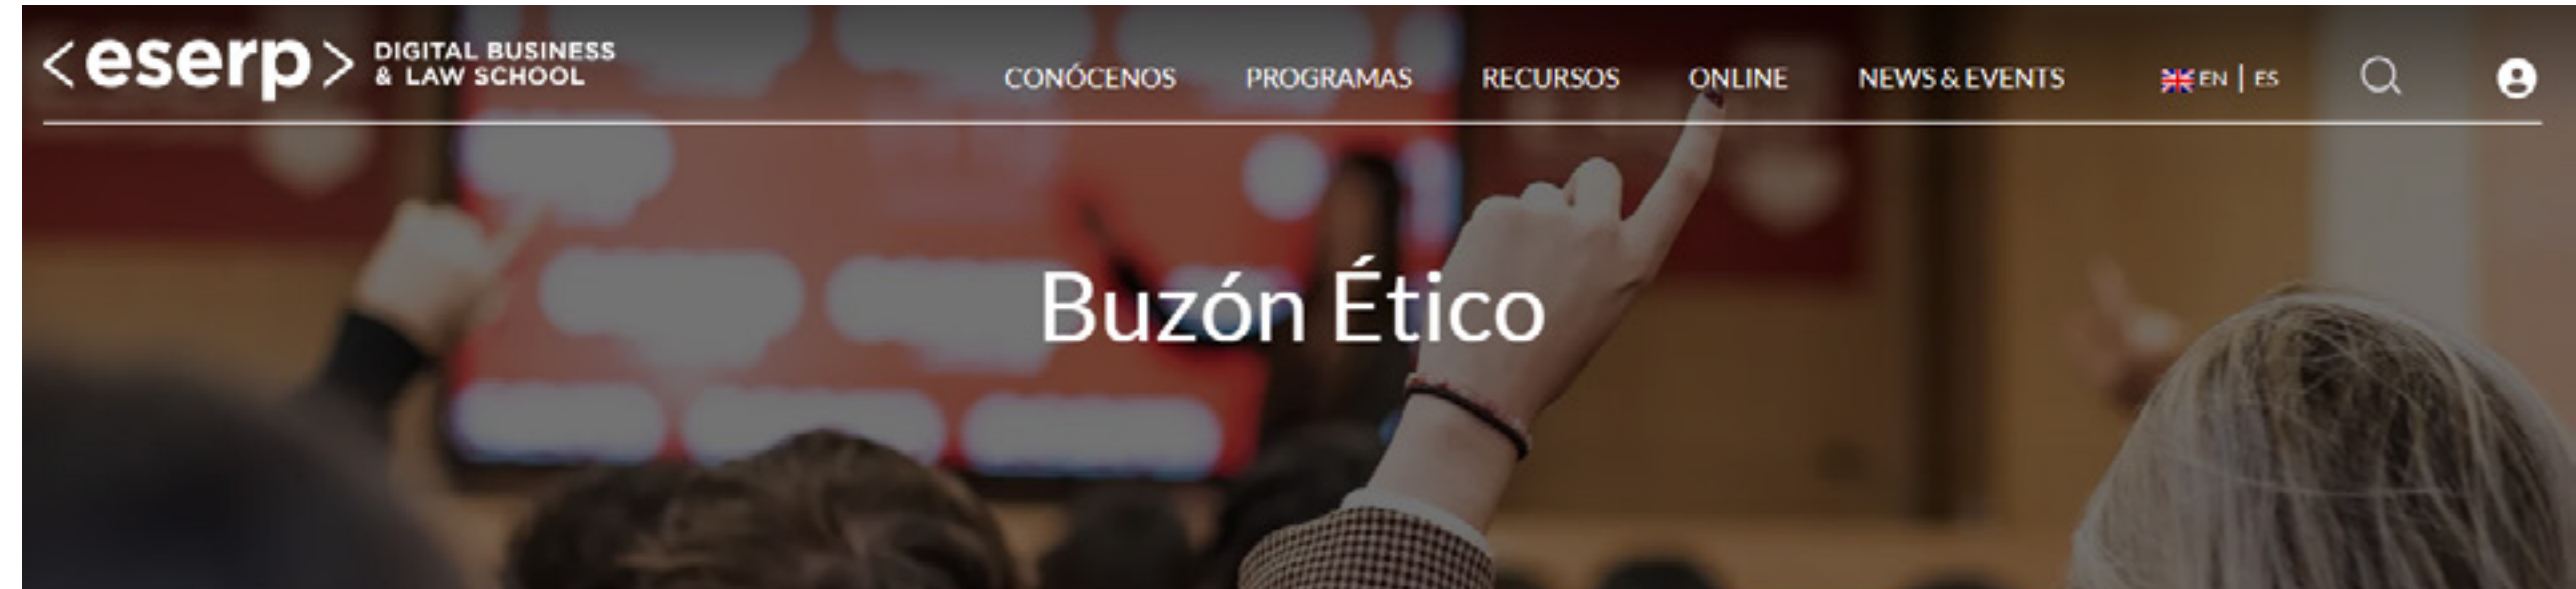 <eserp>
DIGITAL BUSINESS
& LAW SCHOOL
CONÓCENOS PROGRAMAS RECURSOS ONLINE NEWS & EVENTS EN | ES
Buzón Ético